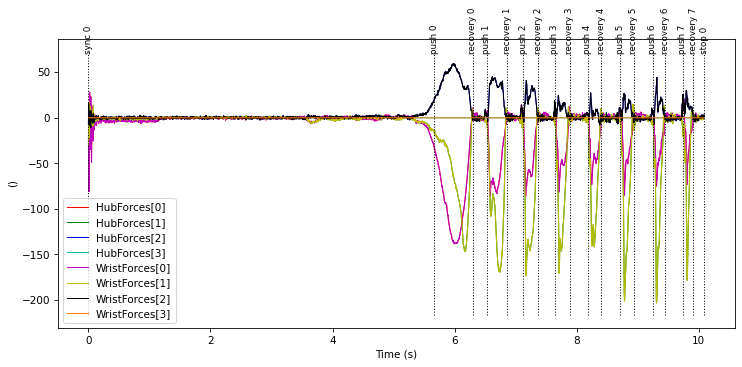 sync 0
push 0
recovery 0
push 1
recovery 1
push 2
recovery 2
push 3
recovery 3
push 4
recovery 4
push 5
recovery 5
push 6
recovery 6
push 7
recovery 7
stop 0
50
0
−50
−100
−150
−200
()
HubForces[0]
HubForces[1]
HubForces[2]
HubForces[3]
WristForces[0]
WristForces[1]
WristForces[2]
WristForces[3]
0 2 4 6 8 10
Time (s)